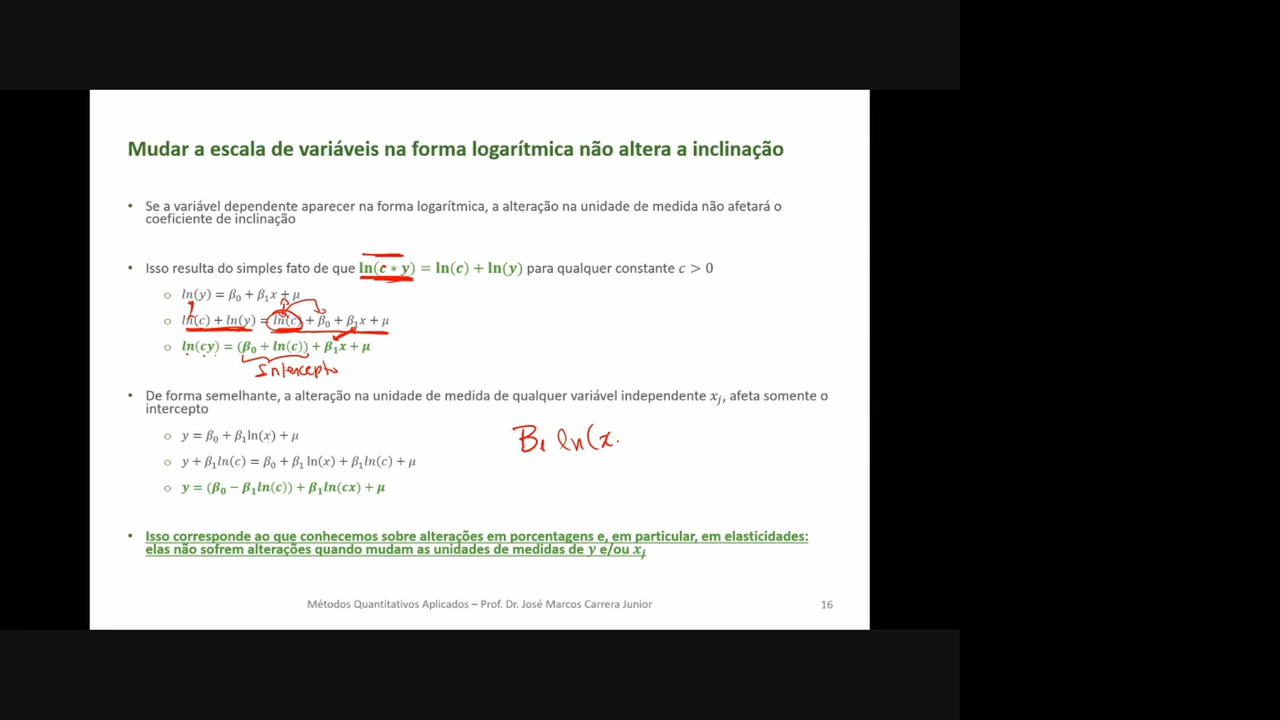 Mudar a escala de variáveis na forma logarítmica não altera a inclinação
• Se a variável dependente aparecer na forma logarítmica, a alteração na unidade de medida não afetará o
coeficiente de inclinação
• Isso resulta do simples fato de que ln(c ∗ y) = ln(c) + ln(y) para qualquer constante c > 0
○ ln(y) = β₀ + β₁x + μ
○ ln(c) + ln(y) = ln(c) + β₀ + β₁x + μ
○ ln(cy) = (β₀ + ln(c)) + β₁x + μ
Intercepto
• De forma semelhante, a alteração na unidade de medida de qualquer variável independente xⱼ, afeta somente o
intercepto
○ y = β₀ + β₁ln(x) + μ
B₁ ln(x.
○ y + β₁ln(c) = β₀ + β₁ ln(x) + β₁ln(c) + μ
○ y = (β₀ − β₁ln(c)) + β₁ln(cx) + μ
• Isso corresponde ao que conhecemos sobre alterações em porcentagens e, em particular, em elasticidades:
elas não sofrem alterações quando mudam as unidades de medidas de y e/ou xⱼ
Métodos Quantitativos Aplicados – Prof. Dr. José Marcos Carrera Junior
16